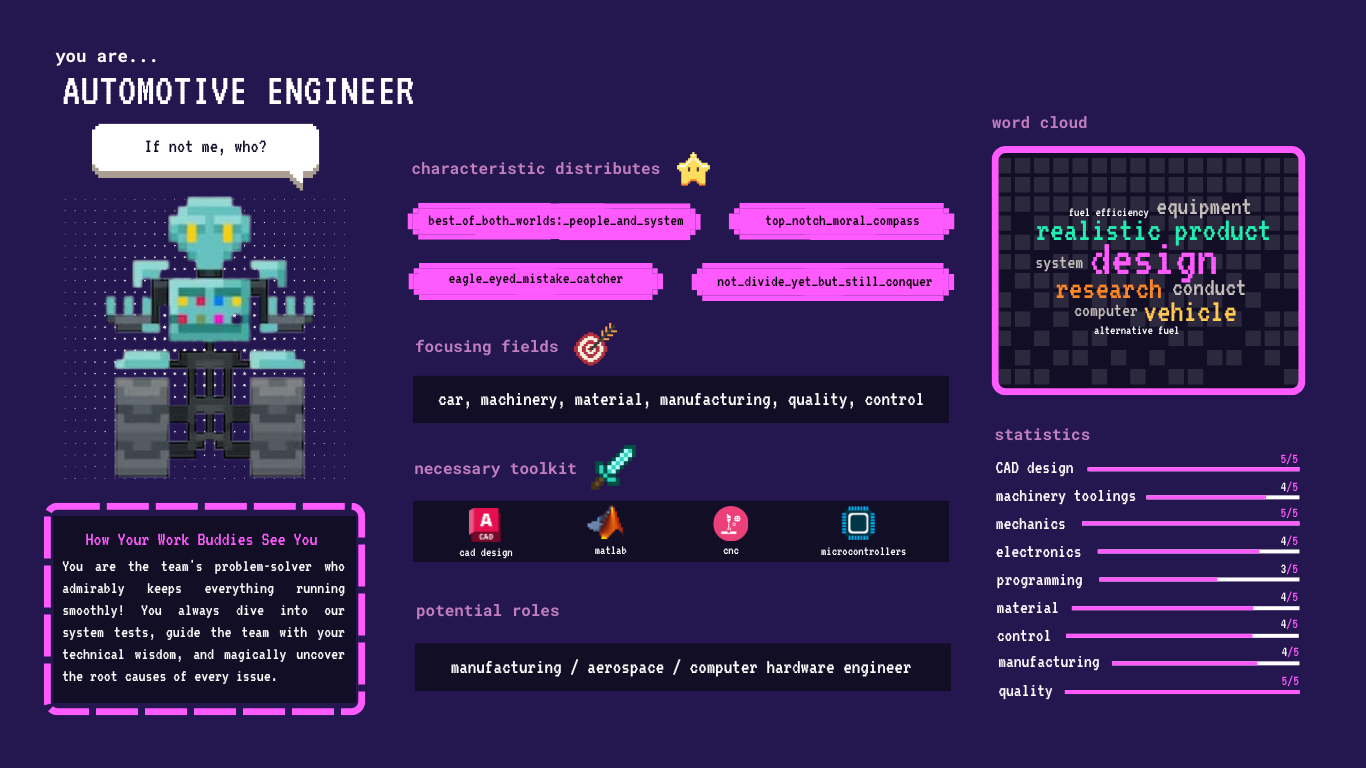 you are...
AUTOMOTIVE ENGINEER
If not me, who?
How Your Work Buddies See You
You are the team's problem-solver who
admirably keeps everything running
smoothly! You always dive into our
system tests, guide the team with your
technical wisdom, and magically uncover
the root causes of every issue.
characteristic distributes
best_of_both_worlds:_people_and_system
top_notch_moral_compass
eagle_eyed_mistake_catcher
not_divide_yet_but_still_conquer
focusing fields
car, machinery, material, manufacturing, quality, control
necessary toolkit
A
CAD
cad design
matlab
cnc
microcontrollers
potential roles
manufacturing / aerospace / computer hardware engineer
word cloud
fuel efficiency equipment
realistic product
system design
research conduct
computer vehicle
alternative fuel
statistics
CAD design 5/5
machinery toolings 4/5
mechanics 5/5
electronics 4/5
programming 3/5
material 4/5
control 4/5
manufacturing 4/5
quality 5/5